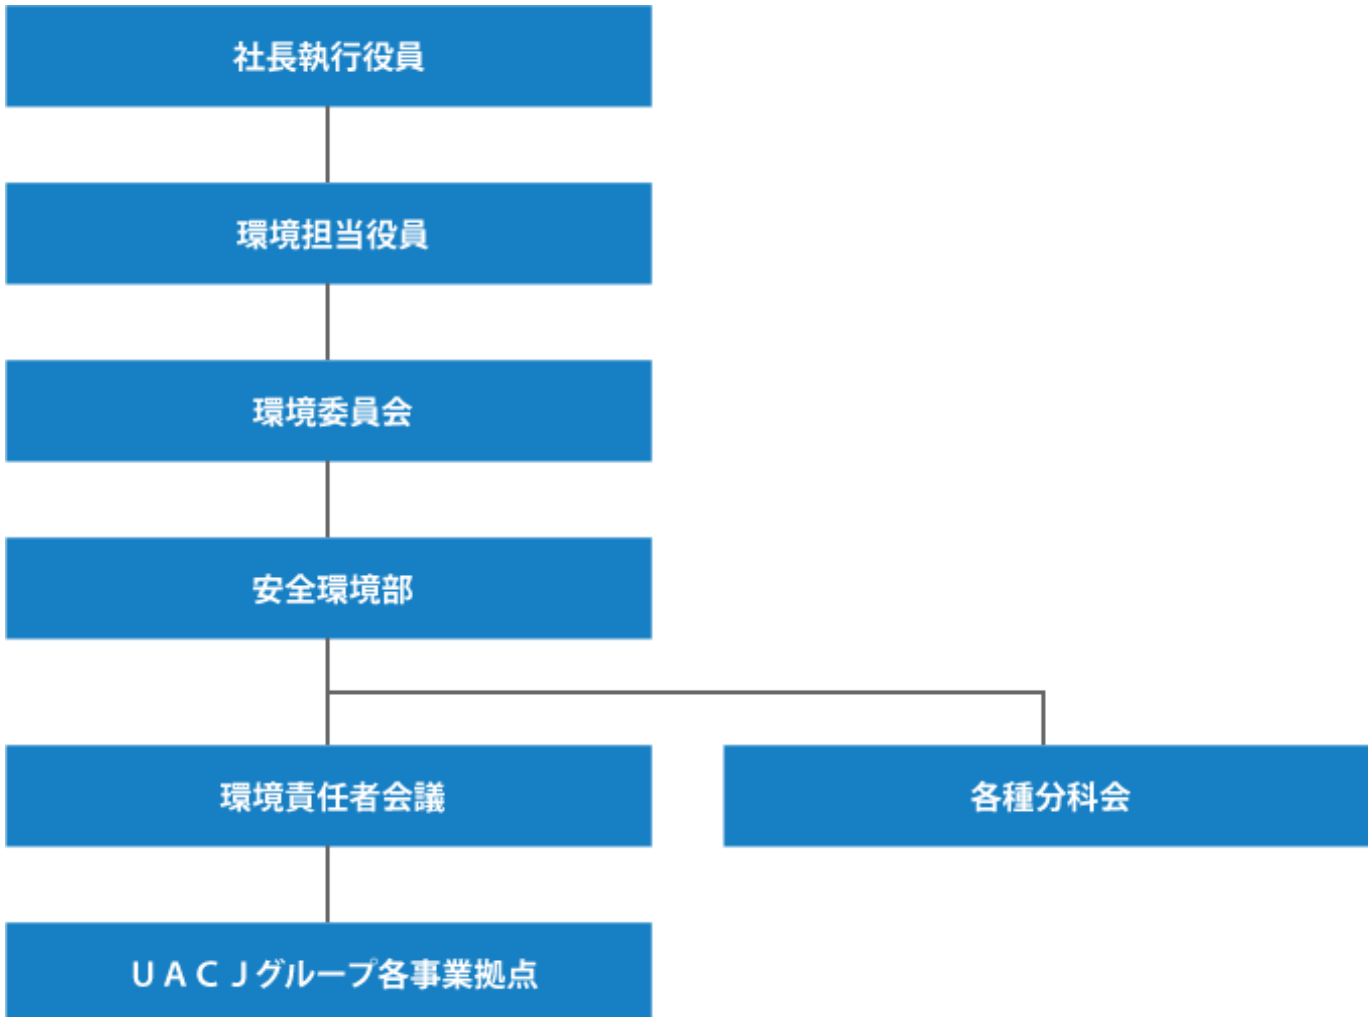 社長執行役員
環境担当役員
環境委員会
安全環境部
環境責任者会議
各種分科会
ＵＡＣＪグループ各事業拠点